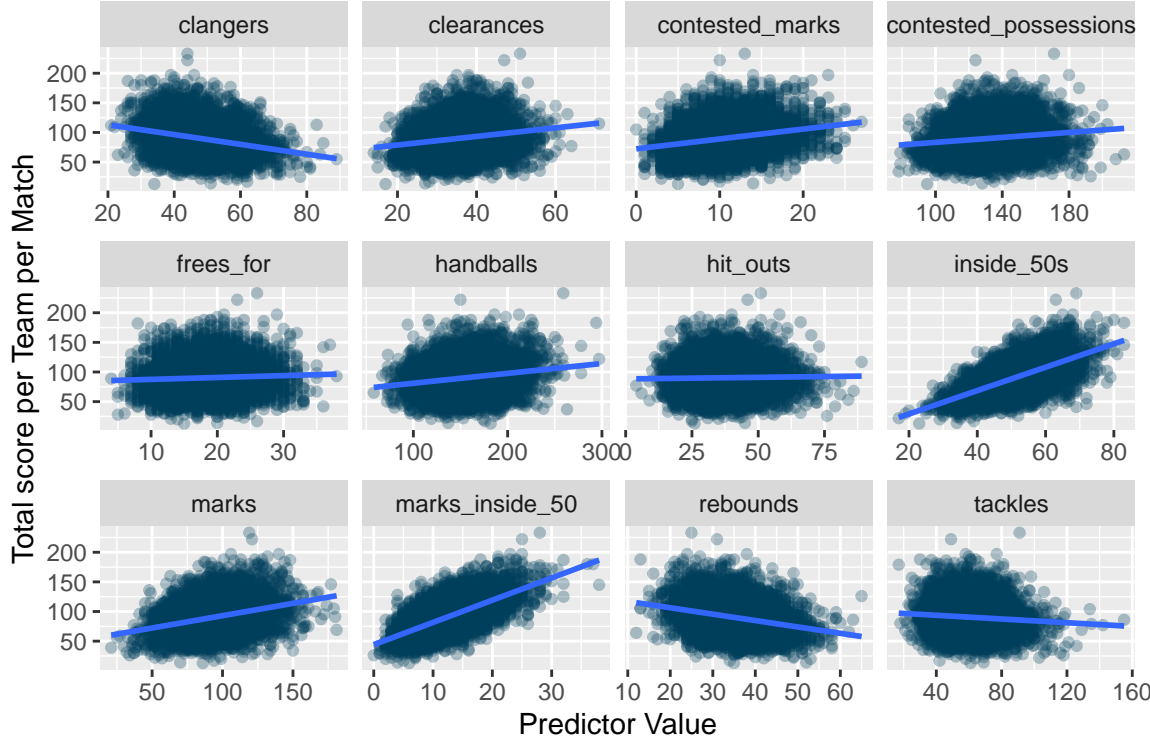 clangers clearances contested_marks contested_possessions
200
150
100
50
20 40 60 80 20 40 60 0 10 20 100 140 180
frees_for handballs hit_outs inside_50s
200
150
100
50
10 20 30 100 200 300 0 25 50 75 20 40 60 80
marks marks_inside_50 rebounds tackles
200
150
100
50
50 100 150 0 10 20 30 10 20 30 40 50 60 40 80 120 160
Predictor Value
Total score per Team per Match